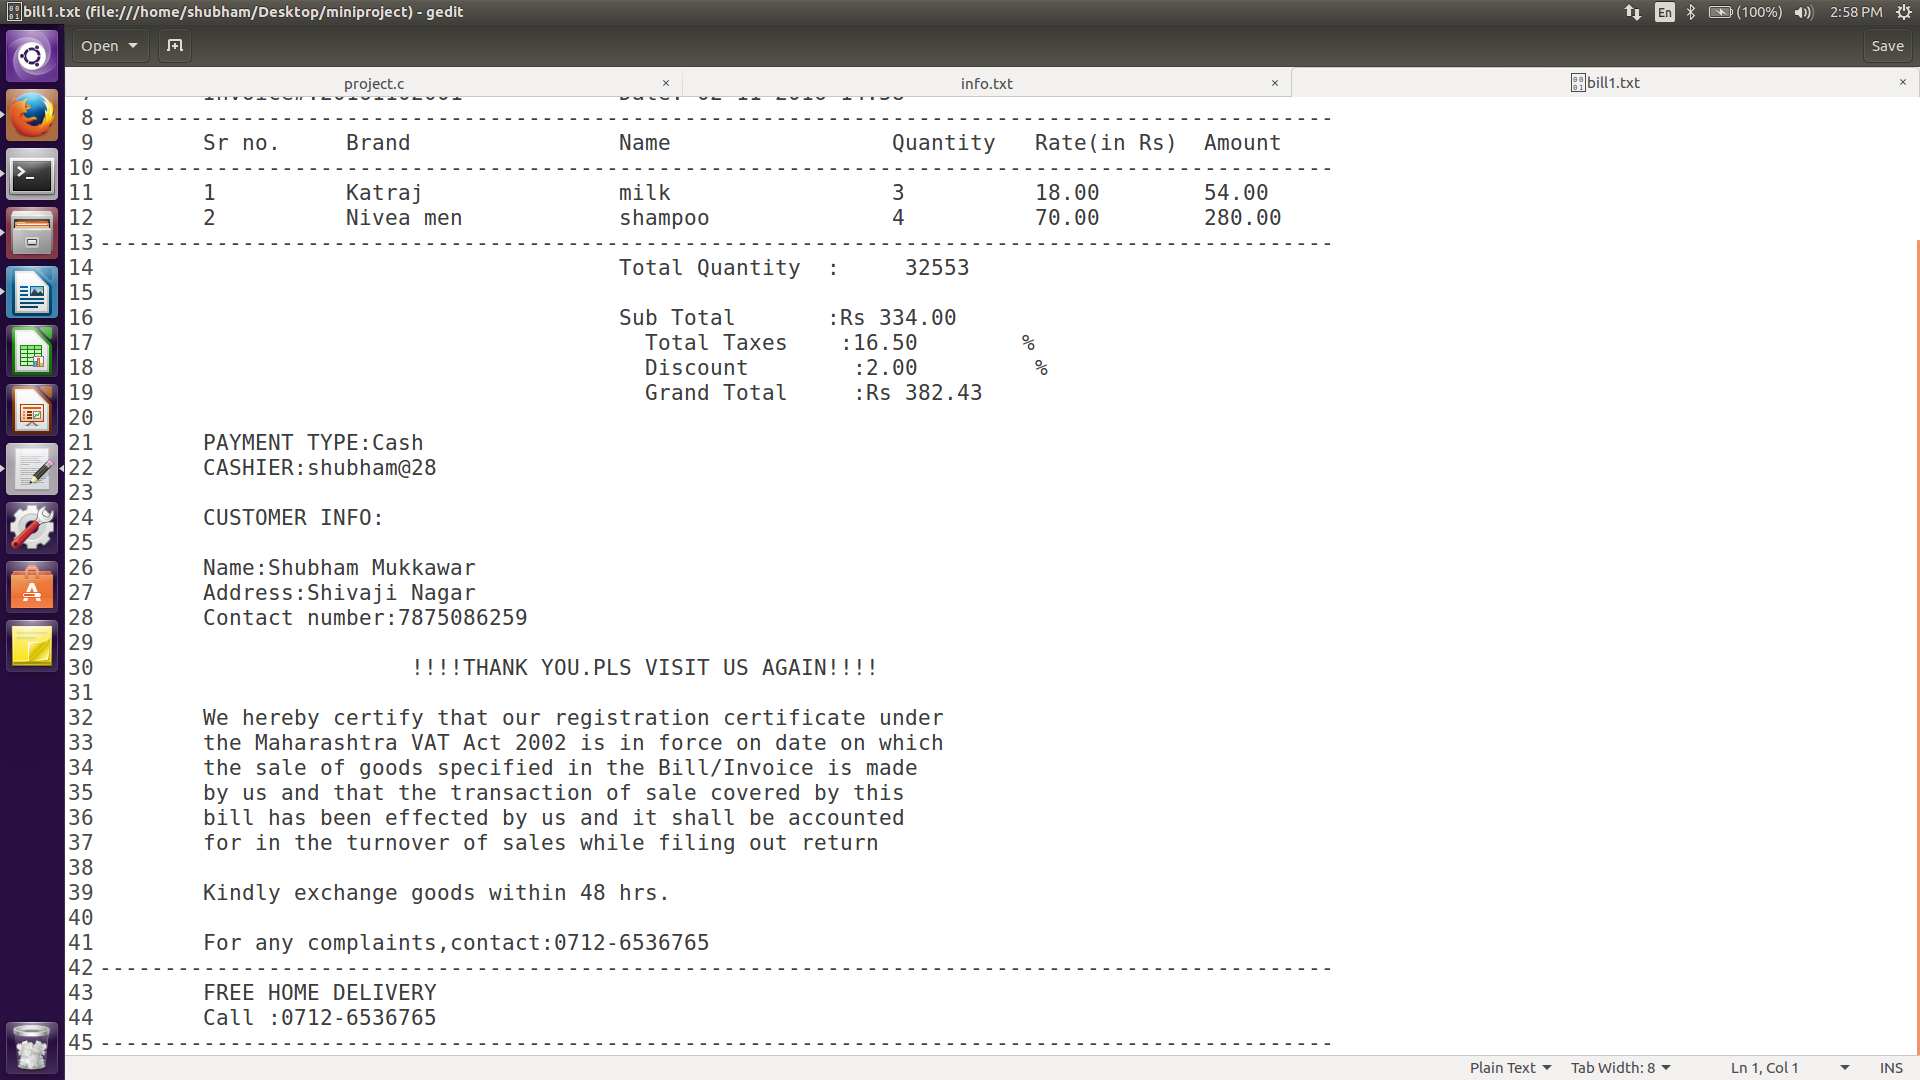 bill1.txt (file:///home/shubham/Desktop/miniproject) - gedit
En (100%) 2:58 PM
Open Save
project.c × info.txt × bill1.txt ×
7 Invoice#:20161102001 Date: 02-11-2016 14:58
8 -----------------------------------------------------------------------------------------------
9 Sr no. Brand Name Quantity Rate(in Rs) Amount
10 -----------------------------------------------------------------------------------------------
11 1 Katraj milk 3 18.00 54.00
12 2 Nivea men shampoo 4 70.00 280.00
13 -----------------------------------------------------------------------------------------------
14 Total Quantity : 32553
15
16 Sub Total :Rs 334.00
17 Total Taxes :16.50 %
18 Discount :2.00 %
19 Grand Total :Rs 382.43
20
21 PAYMENT TYPE:Cash
22 CASHIER:shubham@28
23
24 CUSTOMER INFO:
25
26 Name:Shubham Mukkawar
27 Address:Shivaji Nagar
28 Contact number:7875086259
29
30 !!!!THANK YOU.PLS VISIT US AGAIN!!!!
31
32 We hereby certify that our registration certificate under
33 the Maharashtra VAT Act 2002 is in force on date on which
34 the sale of goods specified in the Bill/Invoice is made
35 by us and that the transaction of sale covered by this
36 bill has been effected by us and it shall be accounted
37 for in the turnover of sales while filing out return
38
39 Kindly exchange goods within 48 hrs.
40
41 For any complaints,contact:0712-6536765
42 -----------------------------------------------------------------------------------------------
43 FREE HOME DELIVERY
44 Call :0712-6536765
45 -----------------------------------------------------------------------------------------------
Plain Text Tab Width: 8 Ln 1, Col 1 INS